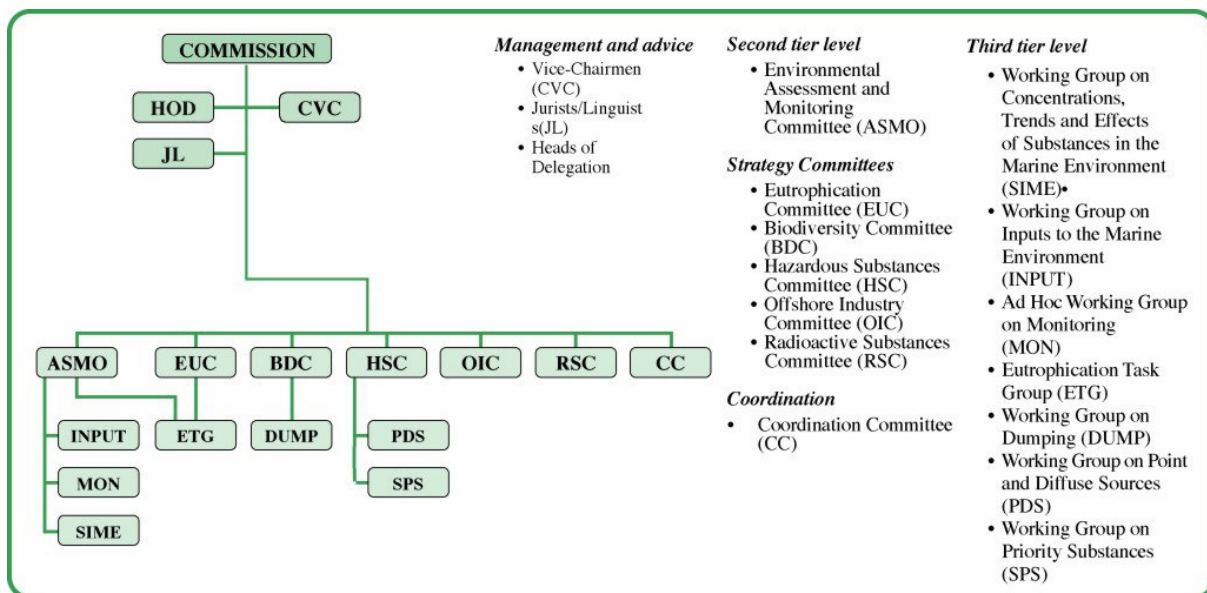 COMMISSION
HOD
CVC
JL
ASMO
EUC
BDC
HSC
OIC
RSC
CC
INPUT
ETG
DUMP
PDS
MON
SPS
SIME
Management and advice
• Vice-Chairmen
(CVC)
• Jurists/Linguist
s(JL)
• Heads of
Delegation
Second tier level
• Environmental
Assessment and
Monitoring
Committee (ASMO)
Strategy Committees
• Eutrophication
Committee (EUC)
• Biodiversity Committee
(BDC)
• Hazardous Substances
Committee (HSC)
• Offshore Industry
Committee (OIC)
• Radioactive Substances
Committee (RSC)
Coordination
• Coordination Committee
(CC)
Third tier level
• Working Group on
Concentrations,
Trends and Effects
of Substances in the
Marine Environment
(SIME)•
• Working Group on
Inputs to the Marine
Environment
(INPUT)
• Ad Hoc Working Group
on Monitoring
(MON)
• Eutrophication Task
Group (ETG)
• Working Group on
Dumping (DUMP)
• Working Group on Point
and Diffuse Sources
(PDS)
• Working Group on
Priority Substances
(SPS)